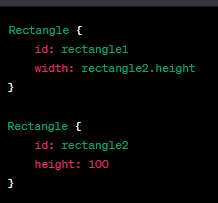 Rectangle {
    id: rectangle1
    width: rectangle2.height
}

Rectangle {
    id: rectangle2
    height: 100
}